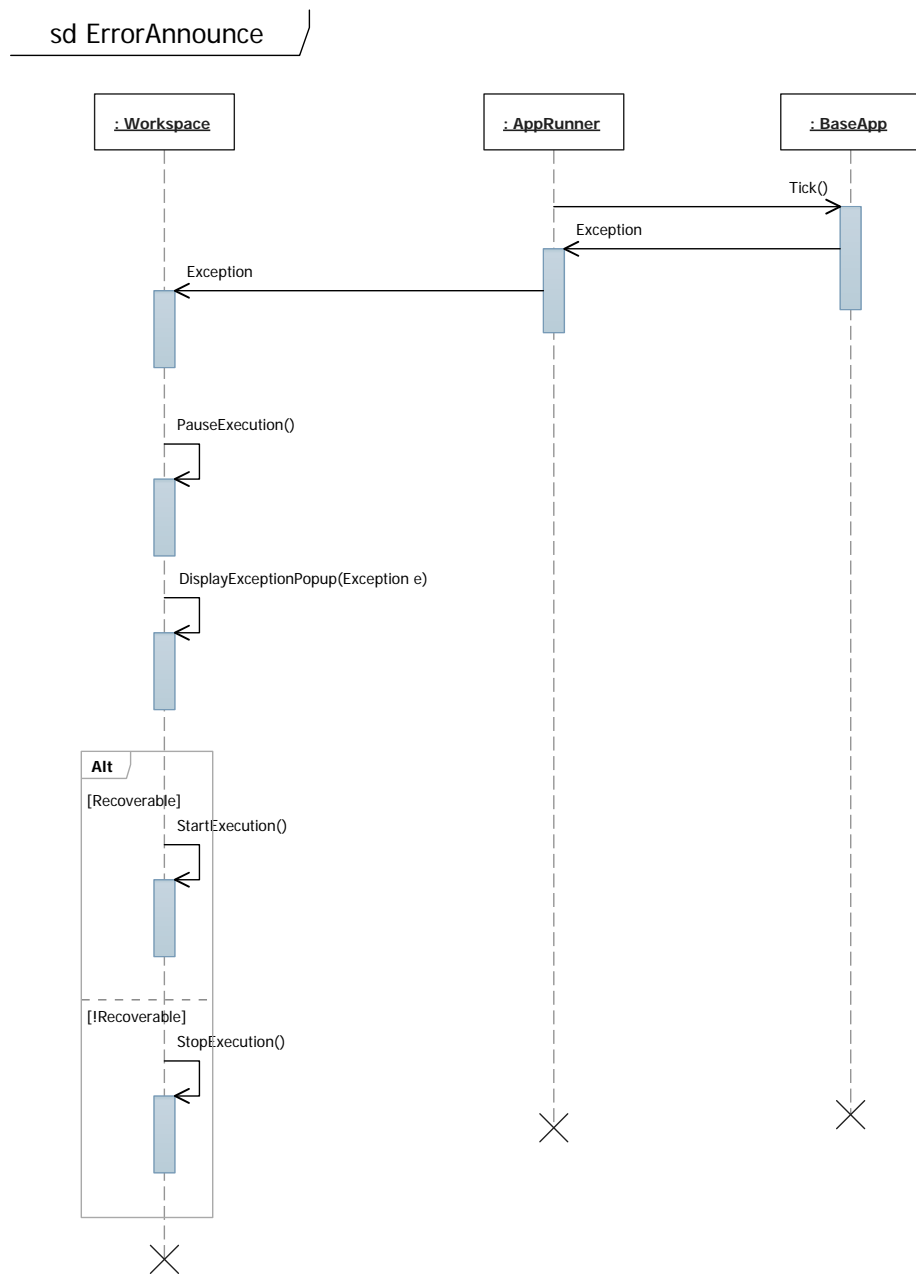 sd ErrorAnnounce
: Workspace
: AppRunner
: BaseApp
Tick()
Exception
Exception
PauseExecution()
DisplayExceptionPopup(Exception e)
Alt
[Recoverable]
StartExecution()
[!Recoverable]
StopExecution()